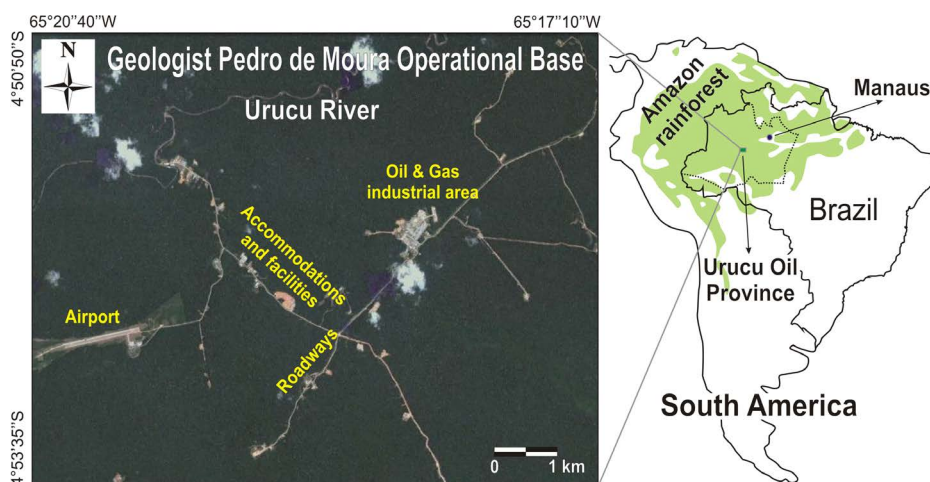 65°20''40''W
65°17''10''W
4°50'50''S
N
Geologist Pedro de Moura Operational Base
Urucu River
Oil & Gas
industrial area
Accommodations
and facilities
Airport
Roadways
4°53'35''S
0
1 km
Amazon
rainforest
Manaus
Brazil
Urucu Oil
Province
South America